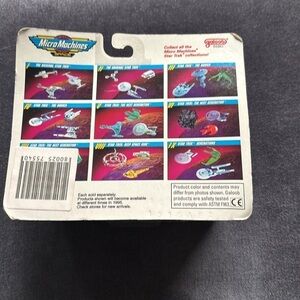 Micro Machines
Collect all the
Micro Machines
Star Trek collections!
Galoob
THE ORIGINAL STAR TREK
THE ORIGINAL STAR TREK
STAR TREK: THE MOVIES
STAR TREK: THE MOVIES
STAR TREK: THE NEXT GENERATION
STAR TREK: THE NEXT GENERATION
STAR TREK: THE NEXT GENERATION
STAR TREK: DEEP SPACE NINE
STAR TREK: GENERATIONS
Each sold separately.
Products shown will become available
at different times in 1995.
Check stores for new arrivals.
Product color and contents may
differ from photos shown. Galoob
products are safety tested and
comply with ASTM F963.
CE